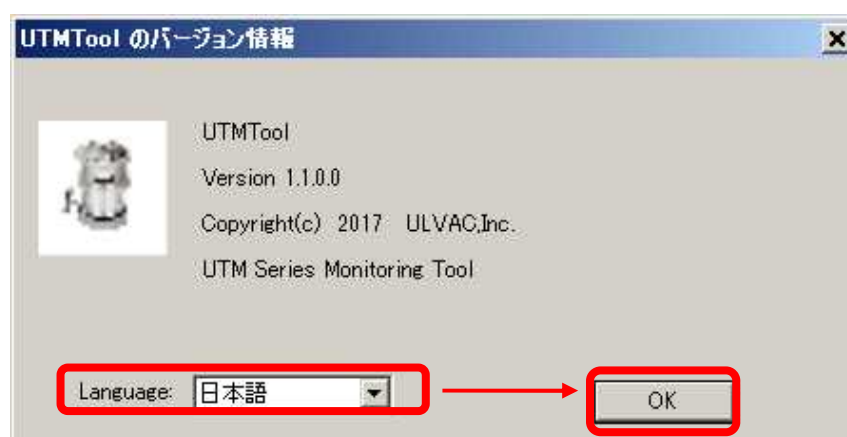 UTMTool のバージョン情報
UTMTool
Version 1.1.0.0
Copyright(c) 2017 ULVAC,Inc.
UTM Series Monitoring Tool
Language: 日本語
OK